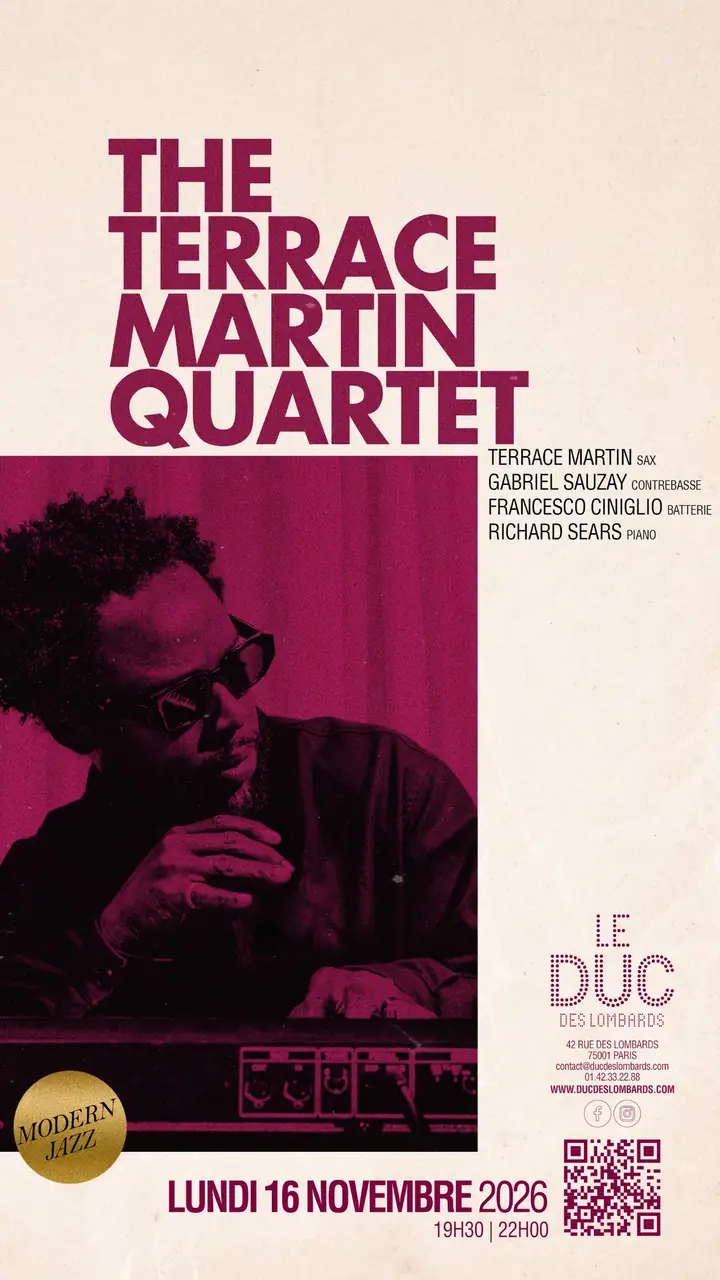 THE
TERRACE
MARTIN
QUARTET
TERRACE MARTIN SAX
GABRIEL SAUZAY CONTREBASSE
FRANCESCO CINIGLIO BATTERIE
RICHARD SEARS PIANO
LE
DUC
DES LOMBARDS
42 RUE DES LOMBARDS
75001 PARIS
contact@ducdeslombards.com
01.42.33.22.88
WWW.DUCDESLOMBARDS.COM
MODERN
JAZZ
LUNDI 16 NOVEMBRE 2026
19H30 | 22H00